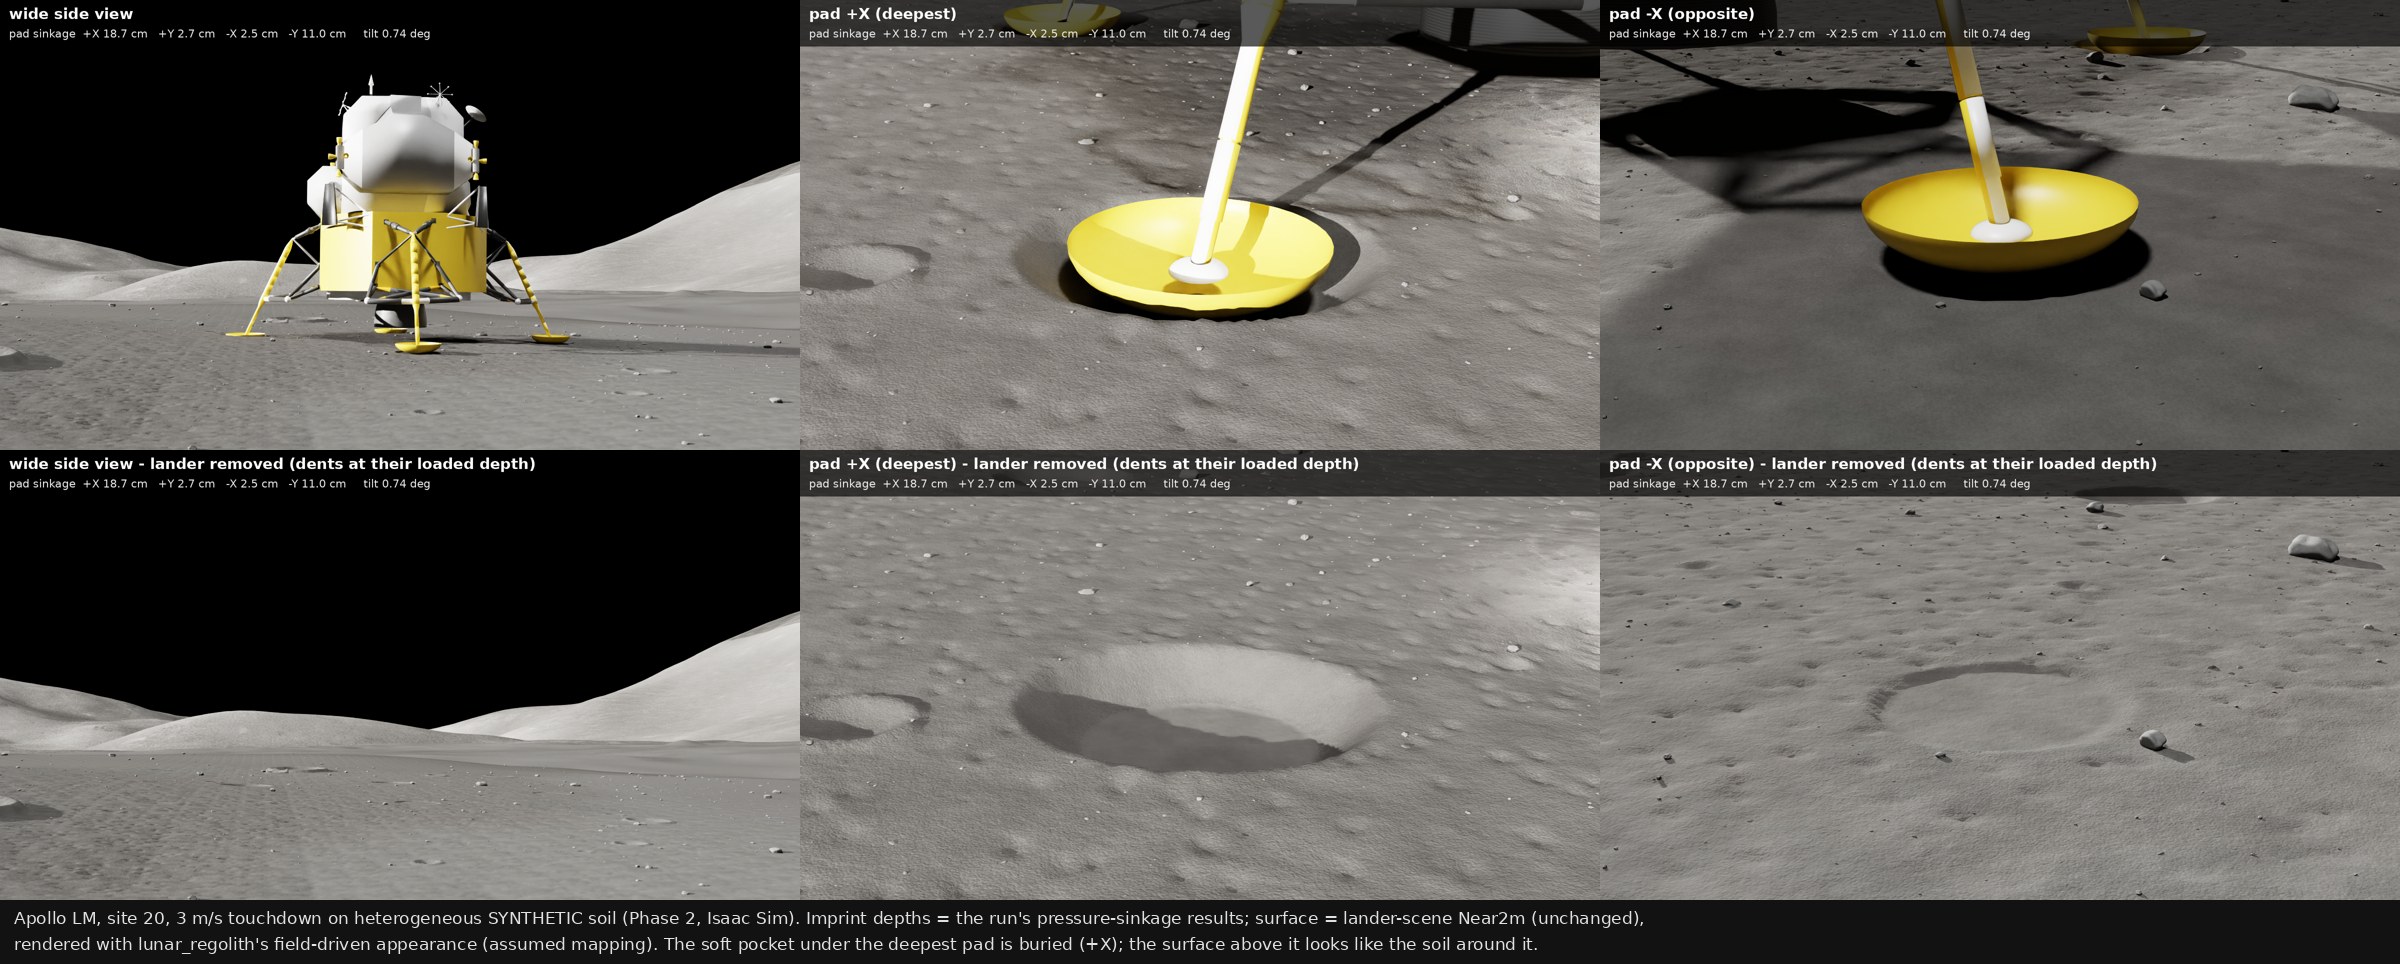 wide side view
pad sinkage +X 18.7 cm +Y 2.7 cm -X 2.5 cm -Y 11.0 cm tilt 0.74 deg
pad +X (deepest)
pad sinkage +X 18.7 cm +Y 2.7 cm -X 2.5 cm -Y 11.0 cm tilt 0.74 deg
pad -X (opposite)
pad sinkage +X 18.7 cm +Y 2.7 cm -X 2.5 cm -Y 11.0 cm tilt 0.74 deg
wide side view - lander removed (dents at their loaded depth)
pad sinkage +X 18.7 cm +Y 2.7 cm -X 2.5 cm -Y 11.0 cm tilt 0.74 deg
pad +X (deepest) - lander removed (dents at their loaded depth)
pad sinkage +X 18.7 cm +Y 2.7 cm -X 2.5 cm -Y 11.0 cm tilt 0.74 deg
pad -X (opposite) - lander removed (dents at their loaded depth)
pad sinkage +X 18.7 cm +Y 2.7 cm -X 2.5 cm -Y 11.0 cm tilt 0.74 deg
Apollo LM, site 20, 3 m/s touchdown on heterogeneous SYNTHETIC soil (Phase 2, Isaac Sim). Imprint depths = the run's pressure-sinkage results; surface = lander-scene Near2m (unchanged),
rendered with lunar_regolith's field-driven appearance (assumed mapping). The soft pocket under the deepest pad is buried (+X); the surface above it looks like the soil around it.